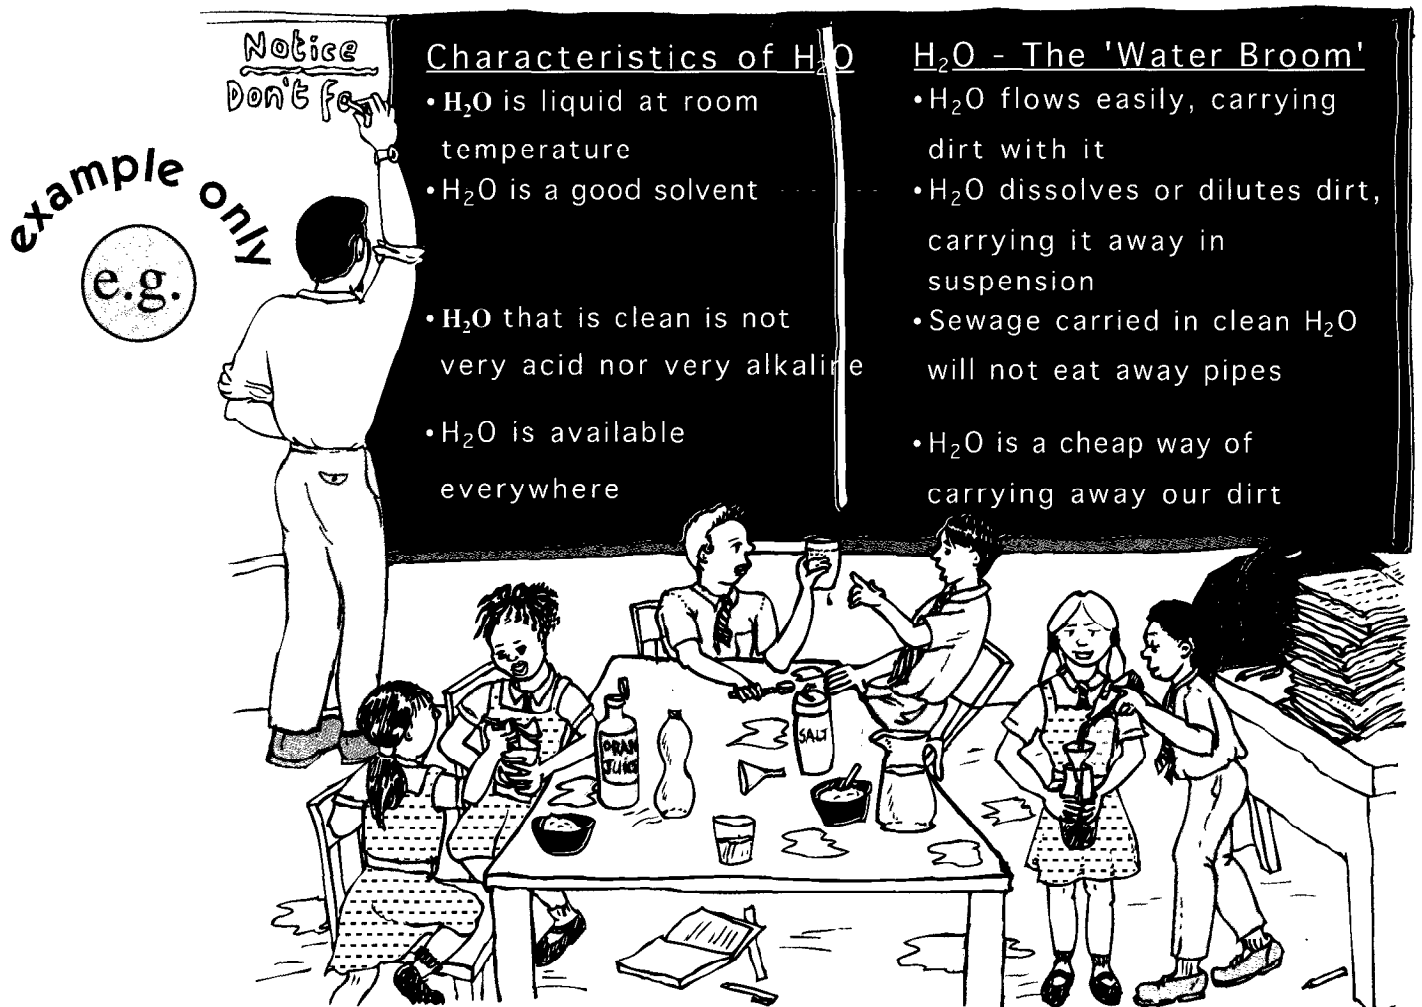 Notice
Don't fo
example only
e.g.
Characteristics of H₂O
• H₂O is liquid at room
temperature
• H₂O is a good solvent
• H₂O that is clean is not
very acid nor very alkaline
• H₂O is available
everywhere
H₂O - The 'Water Broom'
• H₂O flows easily, carrying
dirt with it
• H₂O dissolves or dilutes dirt,
carrying it away in
suspension
• Sewage carried in clean H₂O
will not eat away pipes
• H₂O is a cheap way of
carrying away our dirt
ORAN
JUICE
SALT